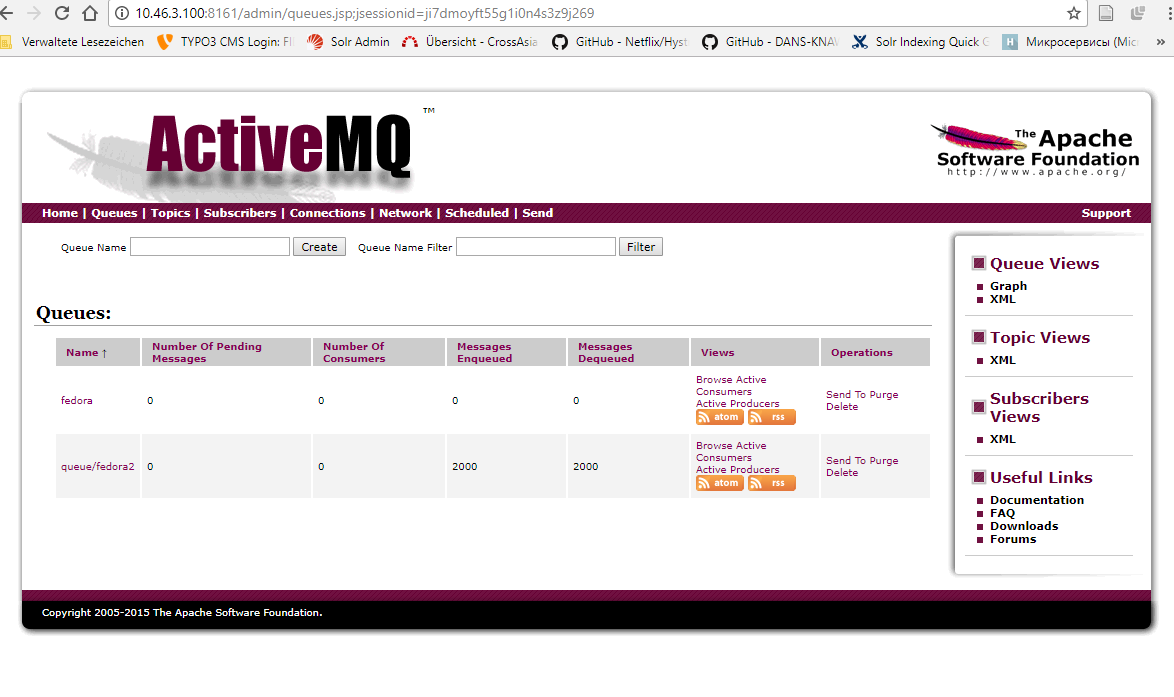 10.46.3.100:8161/admin/queues.jsp;jsessionid=ji7dmoyft55g1i0n4s3z9j269
Verwaltete Lesezeichen TYPO3 CMS Login: Solr Admin Übersicht - CrossAsia GitHub - Netflix/Hyst GitHub - DANS-KNAW Solr Indexing Quick H Микросервисы (Mic »
ActiveMQ ™
The Apache
Software Foundation
http://www.apache.org/
Home | Queues | Topics | Subscribers | Connections | Network | Scheduled | Send Support
Queue Name Create Queue Name Filter Filter
Queues:
Name ↑ Number Of Pending Messages Number Of Consumers Messages Enqueued Messages Dequeued Views Operations
fedora 0 0 0 0
Browse Active
Consumers
Active Producers
atom rss
Send To Purge
Delete
queue/fedora2 0 0 2000 2000
Browse Active
Consumers
Active Producers
atom rss
Send To Purge
Delete
Queue Views
Graph
XML
Topic Views
XML
Subscribers
Views
XML
Useful Links
Documentation
FAQ
Downloads
Forums
Copyright 2005-2015 The Apache Software Foundation.